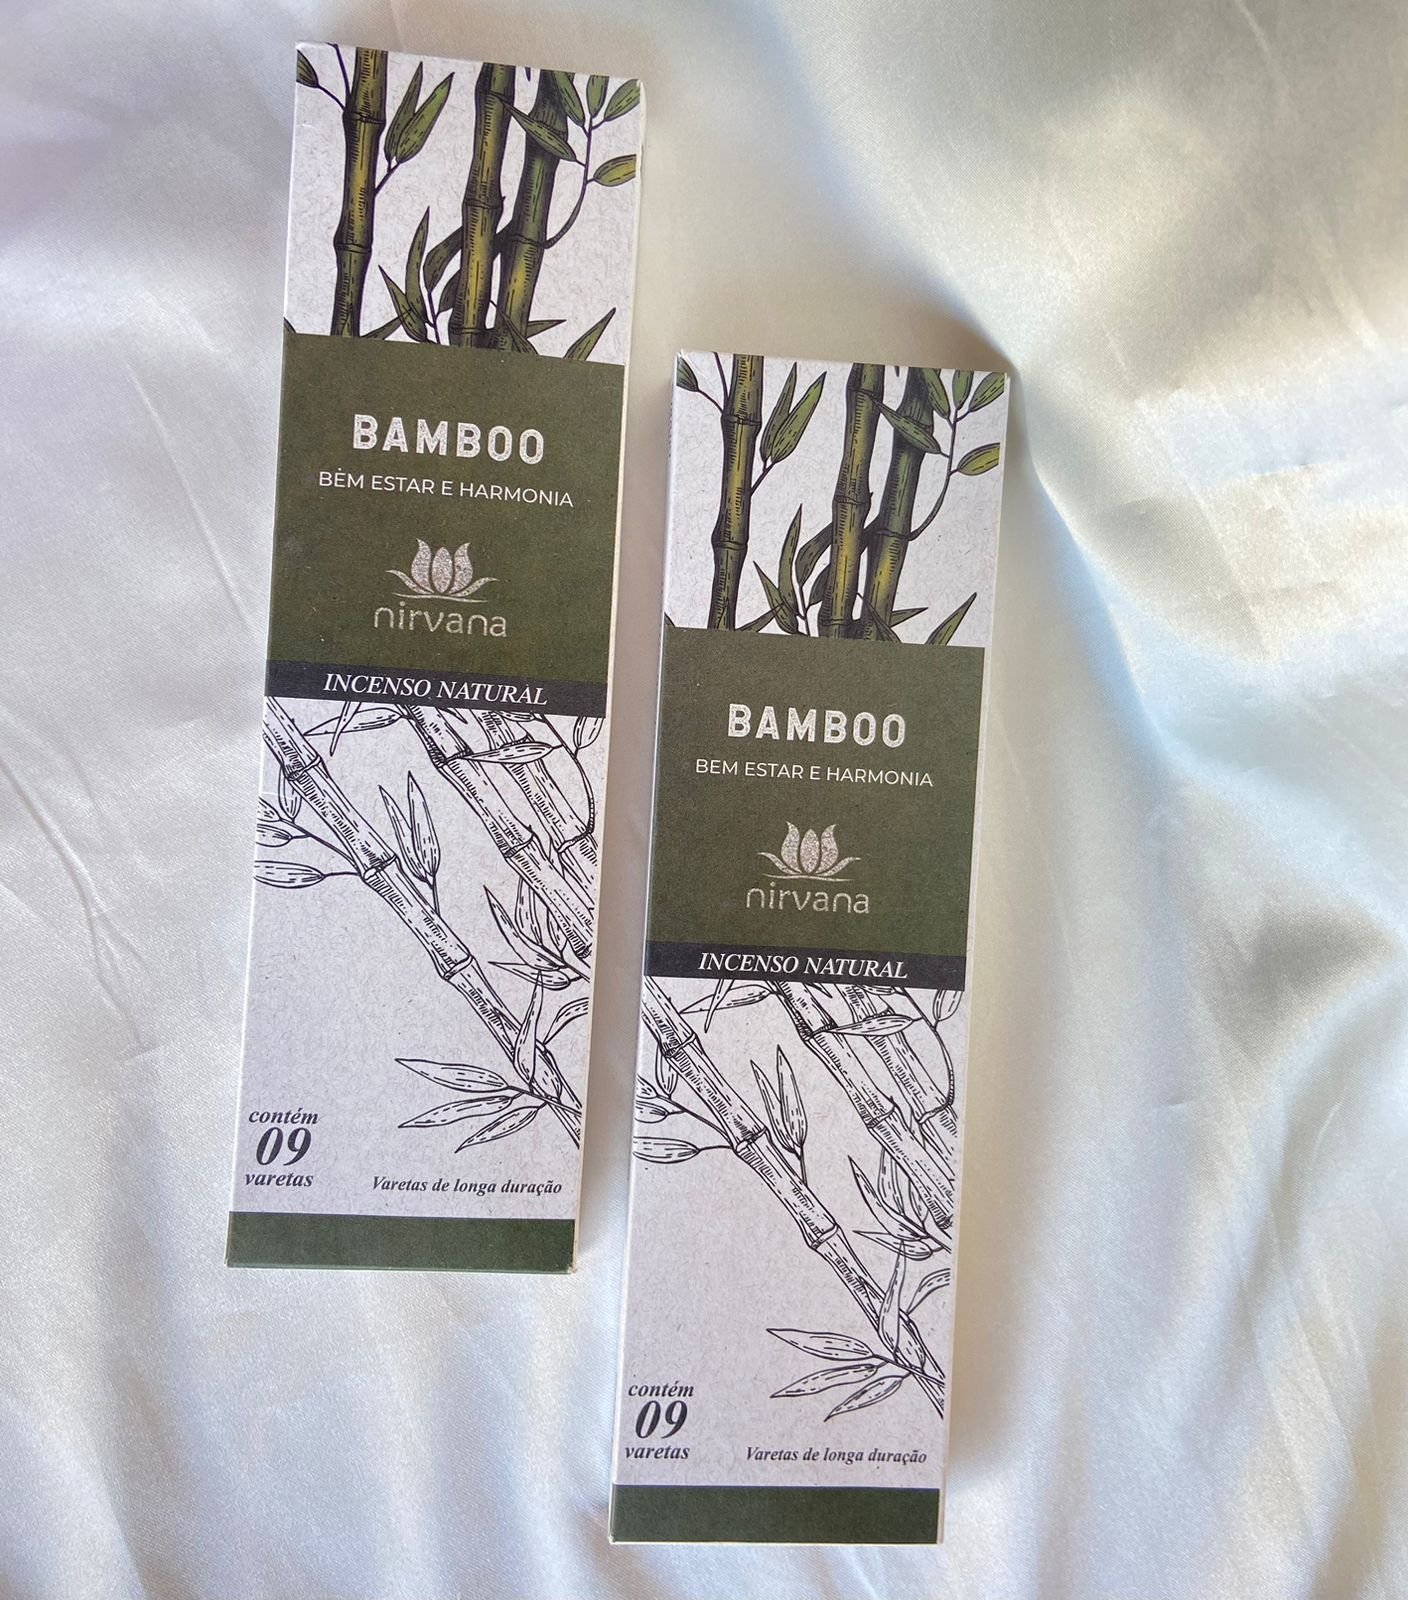 BAMBOO
BEM ESTAR E HARMONIA
nirvana
INCENSO NATURAL
contém
09
varetas
Varetas de longa duração
BAMBOO
BEM ESTAR E HARMONIA
nirvana
INCENSO NATURAL
contém
09
varetas
Varetas de longa duração